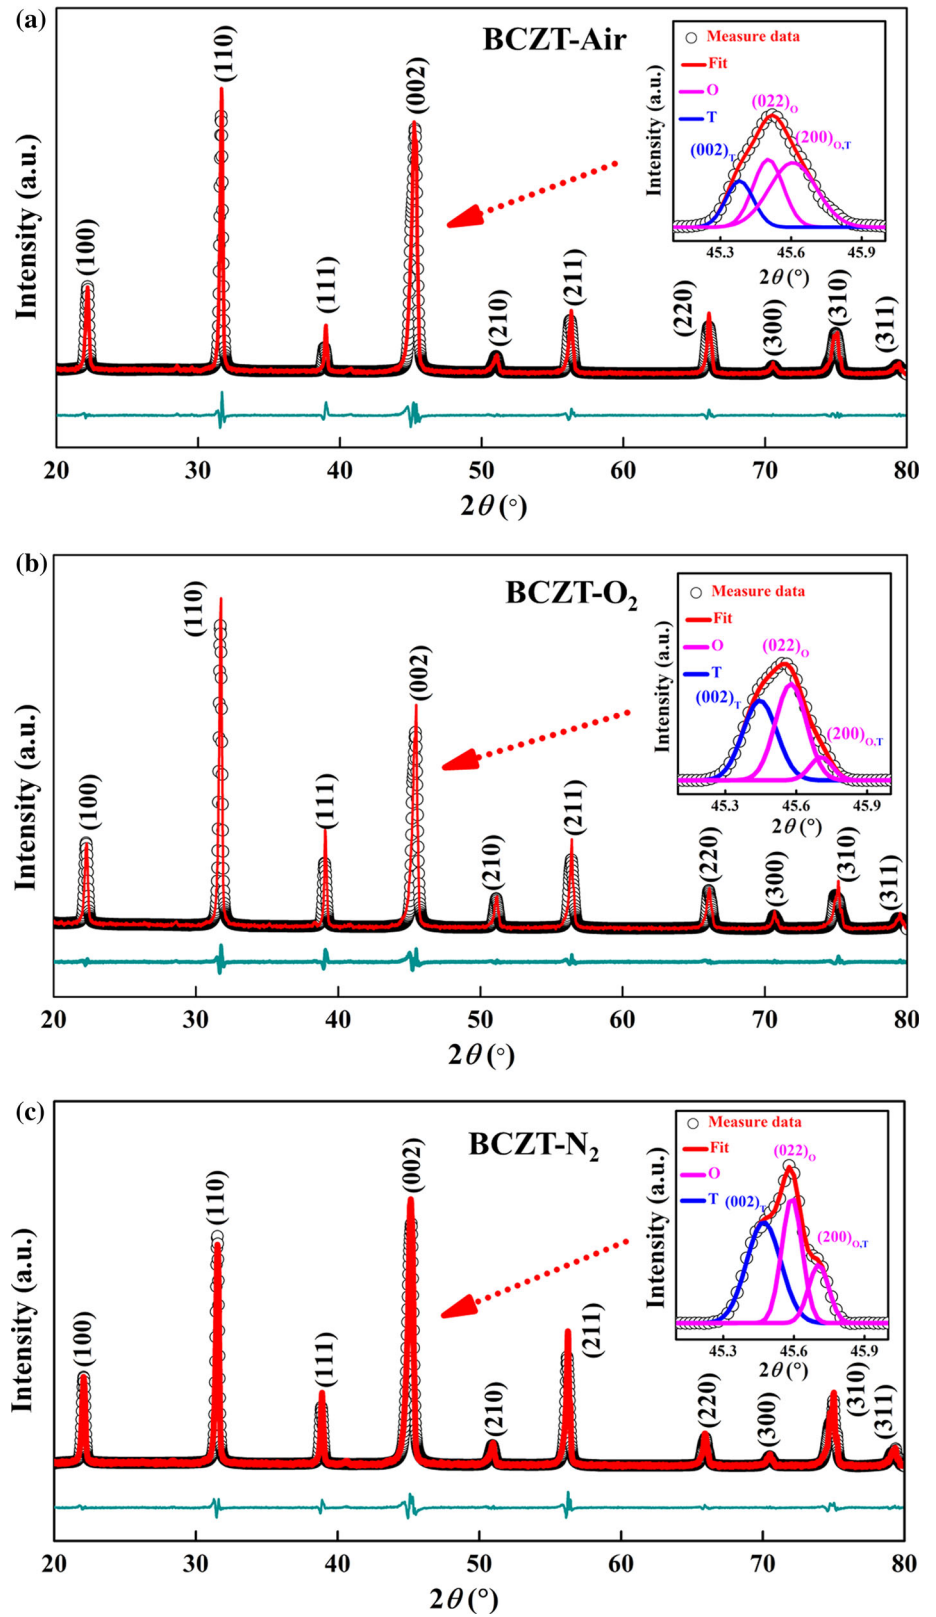 (a)
BCZT-Air
Intensity (a.u.)
(100)
(110)
(111)
(002)
(210)
(211)
(220)
(300)
(310)
(311)
20 30 40 50 60 70 80
2θ (°)
Measure data
Fit
O
T
(022)O
(200)O,T
(002)T
Intensity (a.u.)
45.3 45.6 45.9
2θ (°)
(b)
BCZT-O2
Intensity (a.u.)
(100)
(110)
(111)
(002)
(210)
(211)
(220)
(300)
(310)
(311)
20 30 40 50 60 70 80
2θ (°)
Measure data
Fit
O
T
(022)O
(002)T
(200)O,T
Intensity (a.u.)
45.3 45.6 45.9
2θ (°)
(c)
BCZT-N2
Intensity (a.u.)
(100)
(110)
(111)
(002)
(210)
(211)
(220)
(300)
(310)
(311)
20 30 40 50 60 70 80
2θ (°)
Measure data
Fit
O
T
(022)O
(002)T
(200)O,T
Intensity (a.u.)
45.3 45.6 45.9
2θ (°)